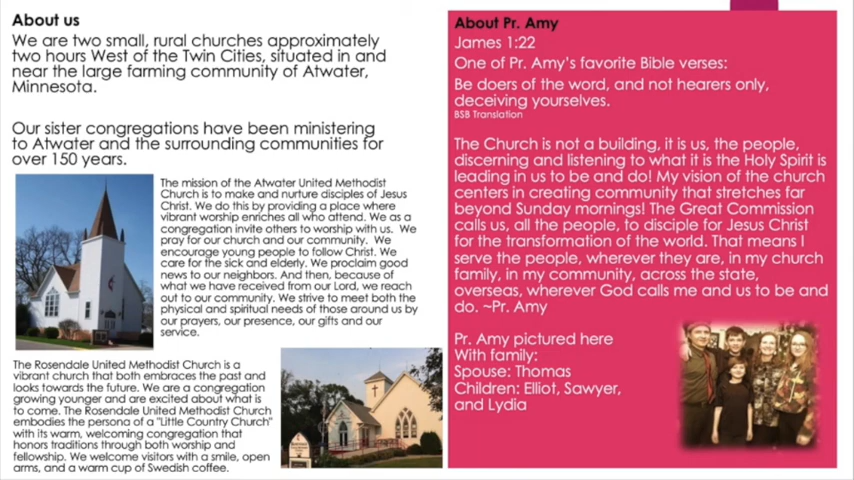 About us
We are two small, rural churches approximately
two hours West of the Twin Cities, situated in and
near the large farming community of Atwater,
Minnesota.
Our sister congregations have been ministering
to Atwater and the surrounding communities for
over 150 years.
The mission of the Atwater United Methodist
Church is to make and nurture disciples of Jesus
Christ. We do this by providing a place where
vibrant worship enriches all who attend. We as a
congregation invite others to worship with us. We
pray for our church and our community. We
encourage young people to follow Christ. We
care for the sick and elderly. We proclaim good
news to our neighbors. And then, because of
what we have received from our Lord, we reach
out to our community. We strive to meet both the
physical and spiritual needs of those around us by
our prayers, our presence, our gifts and our
service.
The Rosendale United Methodist Church is a
vibrant church that both embraces the past and
looks towards the future. We are a congregation
growing younger and are excited about what is
to come. The Rosendale United Methodist Church
embodies the persona of a "Little Country Church"
with its warm, welcoming congregation that
honors traditions through both worship and
fellowship. We welcome visitors with a smile, open
arms, and a warm cup of Swedish coffee.
About Pr. Amy
James 1:22
One of Pr. Amy's favorite Bible verses:
Be doers of the word, and not hearers only,
deceiving yourselves.
BSB Translation
The Church is not a building, it is us, the people,
discerning and listening to what it is the Holy Spirit is
leading in us to be and do! My vision of the church
centers in creating community that stretches far
beyond Sunday mornings! The Great Commission
calls us, all the people, to disciple for Jesus Christ
for the transformation of the world. That means I
serve the people, wherever they are, in my church
family, in my community, across the state,
overseas, wherever God calls me and us to be and
do. ~Pr. Amy
Pr. Amy pictured here
With family:
Spouse: Thomas
Children: Elliot, Sawyer,
and Lydia